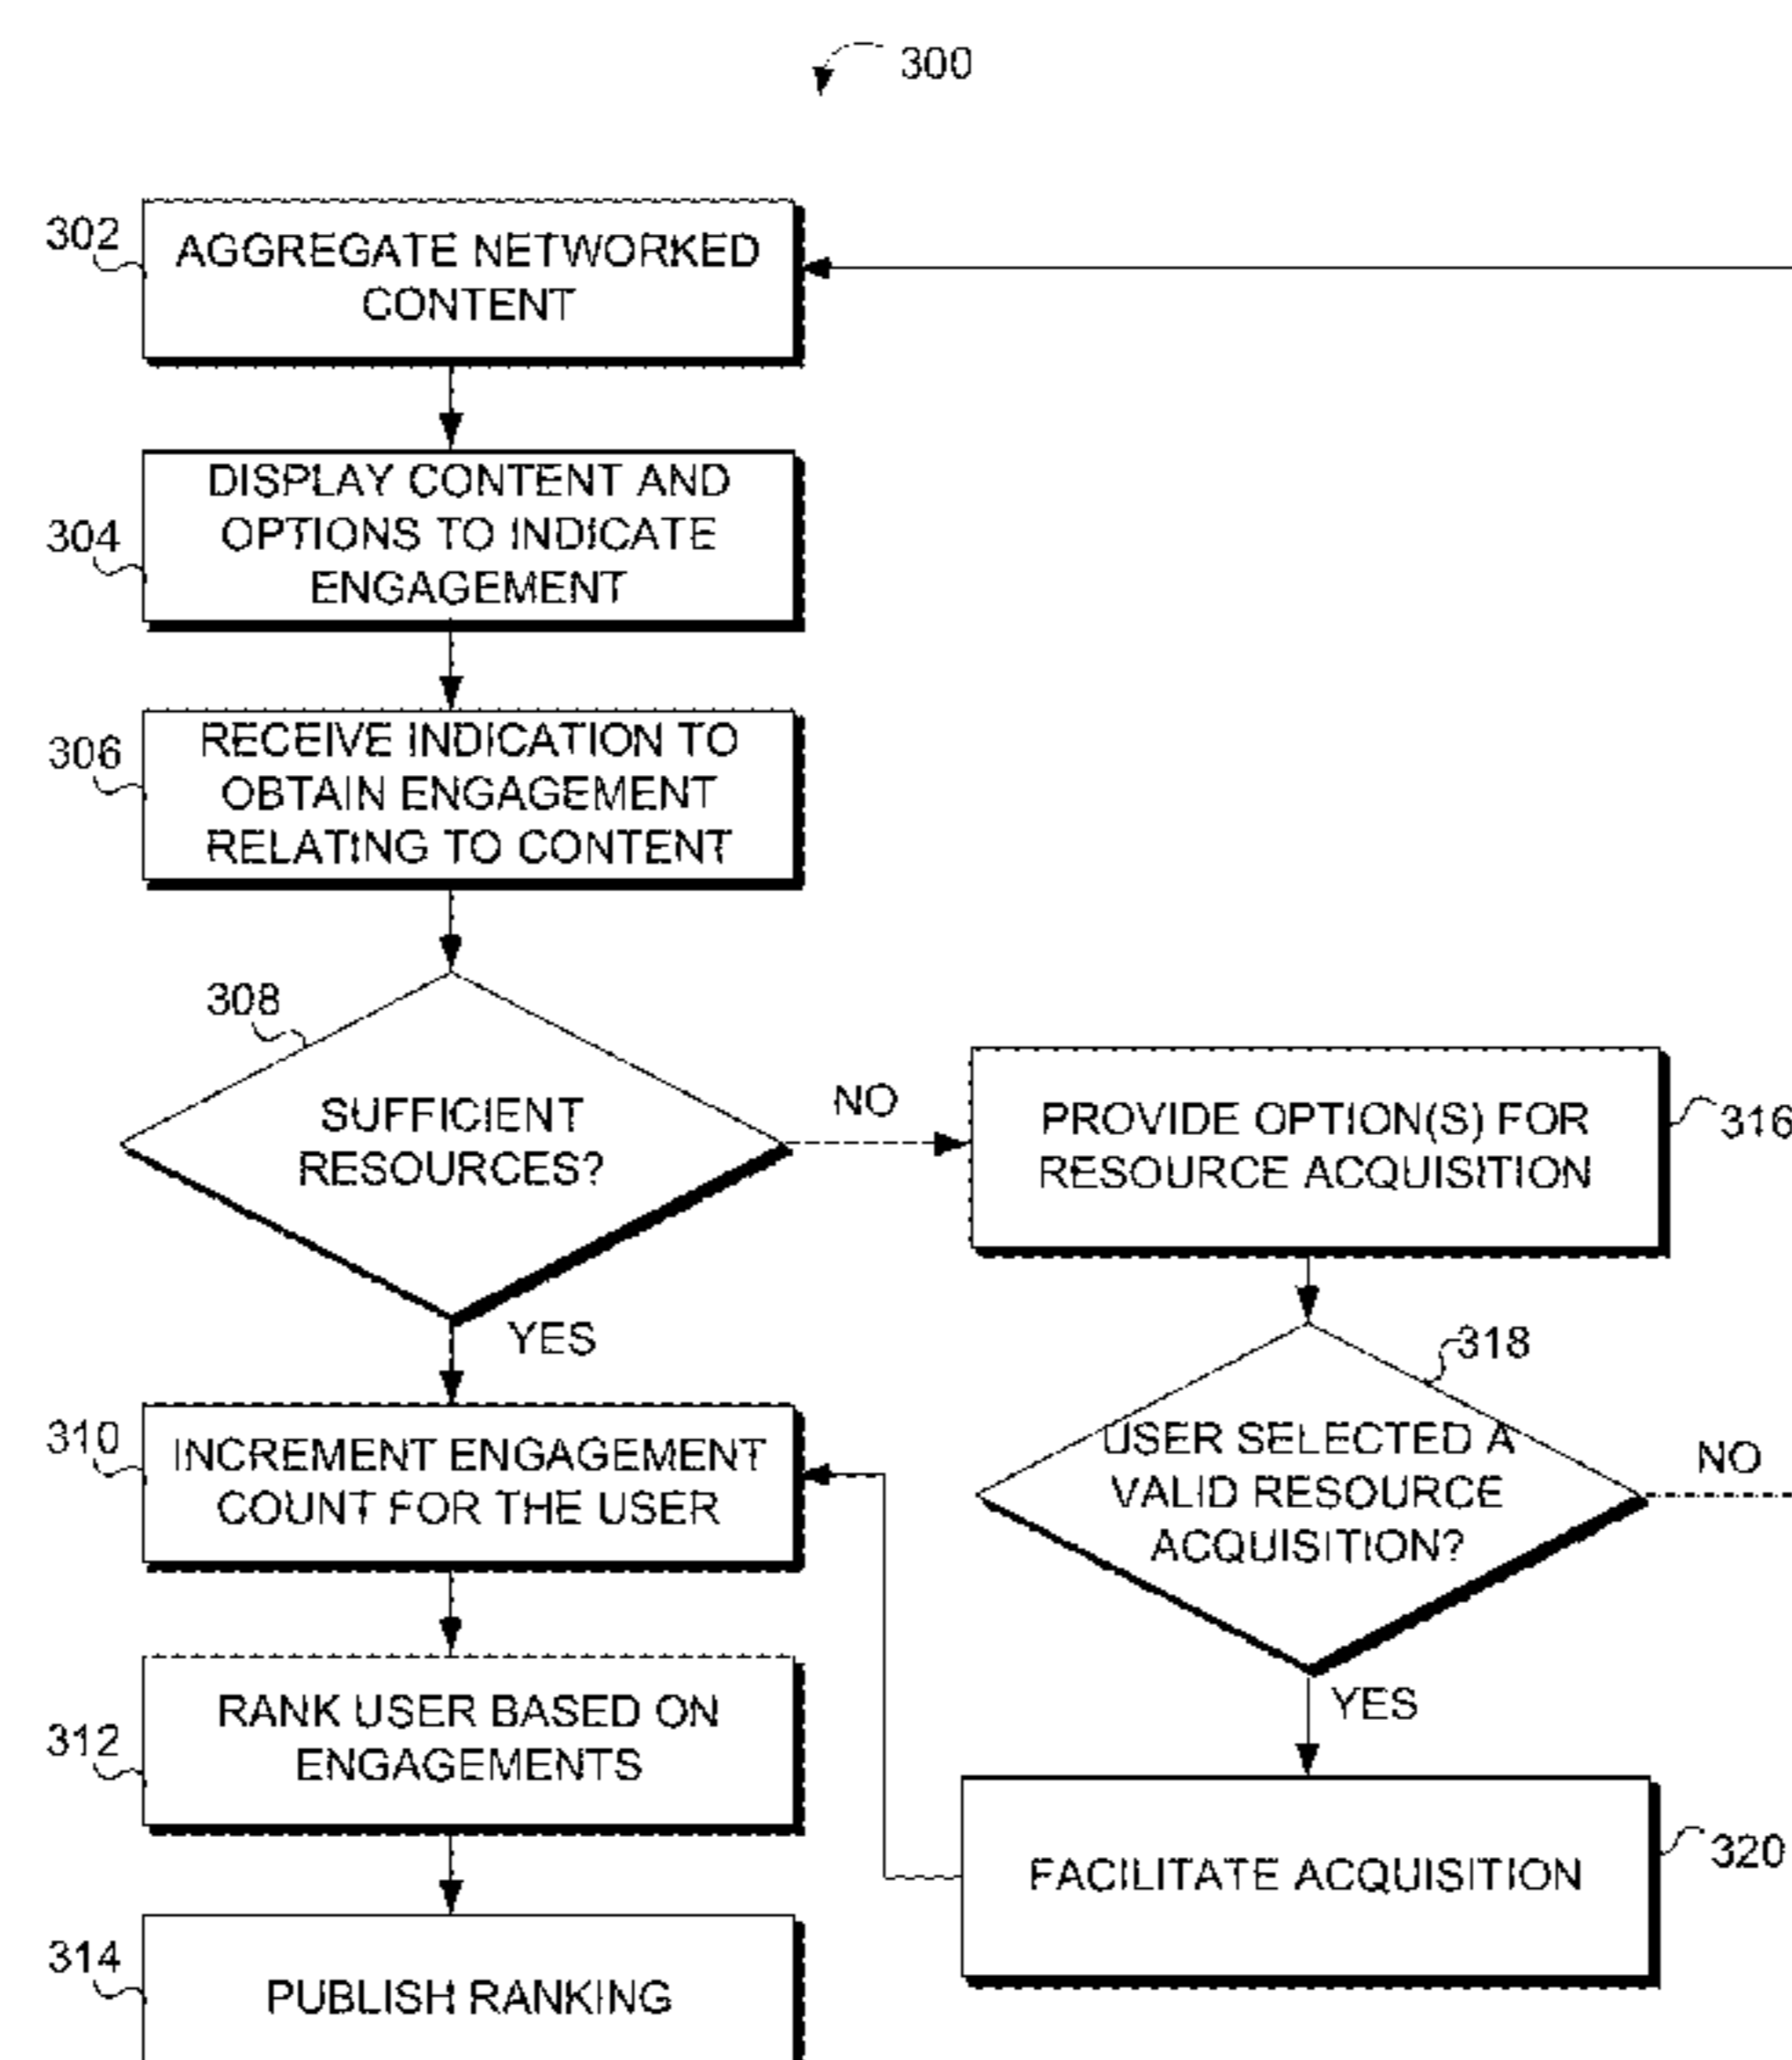 300
302
AGGREGATE NETWORKED
CONTENT
304
DISPLAY CONTENT AND
OPTIONS TO INDICATE
ENGAGEMENT
306
RECEIVE INDICATION TO
OBTAIN ENGAGEMENT
RELATING TO CONTENT
308
SUFFICIENT
RESOURCES?
NO
PROVIDE OPTION(S) FOR
RESOURCE ACQUISITION
316
YES
318
USER SELECTED A
VALID RESOURCE
ACQUISITION?
NO
310
INCREMENT ENGAGEMENT
COUNT FOR THE USER
YES
312
RANK USER BASED ON
ENGAGEMENTS
FACILITATE ACQUISITION
320
314
PUBLISH RANKING